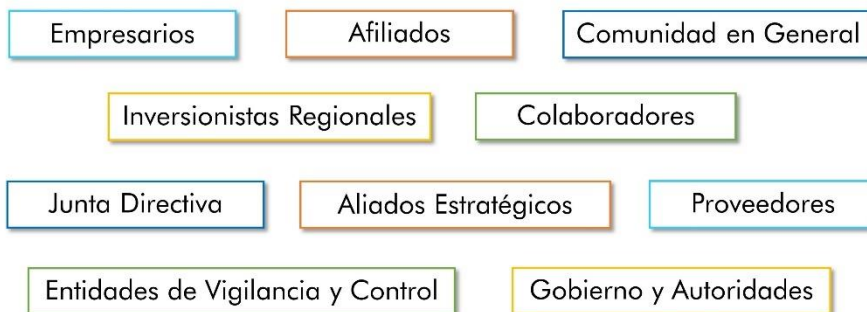 Empresarios
Afiliados
Comunidad en General
Inversionistas Regionales
Colaboradores
Junta Directiva
Aliados Estratégicos
Proveedores
Entidades de Vigilancia y Control
Gobierno y Autoridades